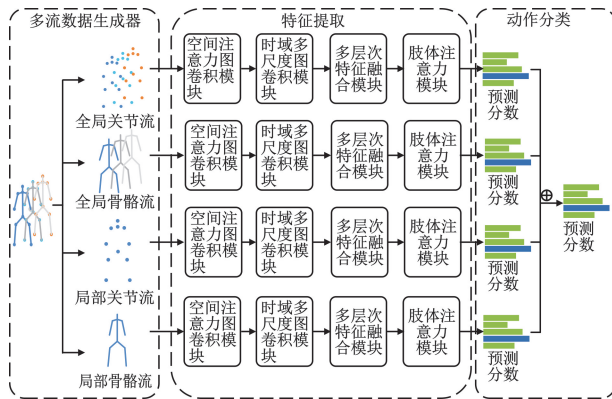 多流数据生成器
特征提取
动作分类
空间注
意力图
卷积模
块
时域多
尺度图
卷积模
块
多层次
特征融
合模块
肢体注
意力
模块
预测
分数
全局关节流
空间注
意力图
卷积模
块
时域多
尺度图
卷积模
块
多层次
特征融
合模块
肢体注
意力
模块
预测
分数
全局骨骼流
⊕
预测
分数
空间注
意力图
卷积模
块
时域多
尺度图
卷积模
块
多层次
特征融
合模块
肢体注
意力
模块
预测
分数
局部关节流
空间注
意力图
卷积模
块
时域多
尺度图
卷积模
块
多层次
特征融
合模块
肢体注
意力
模块
预测
分数
局部骨骼流